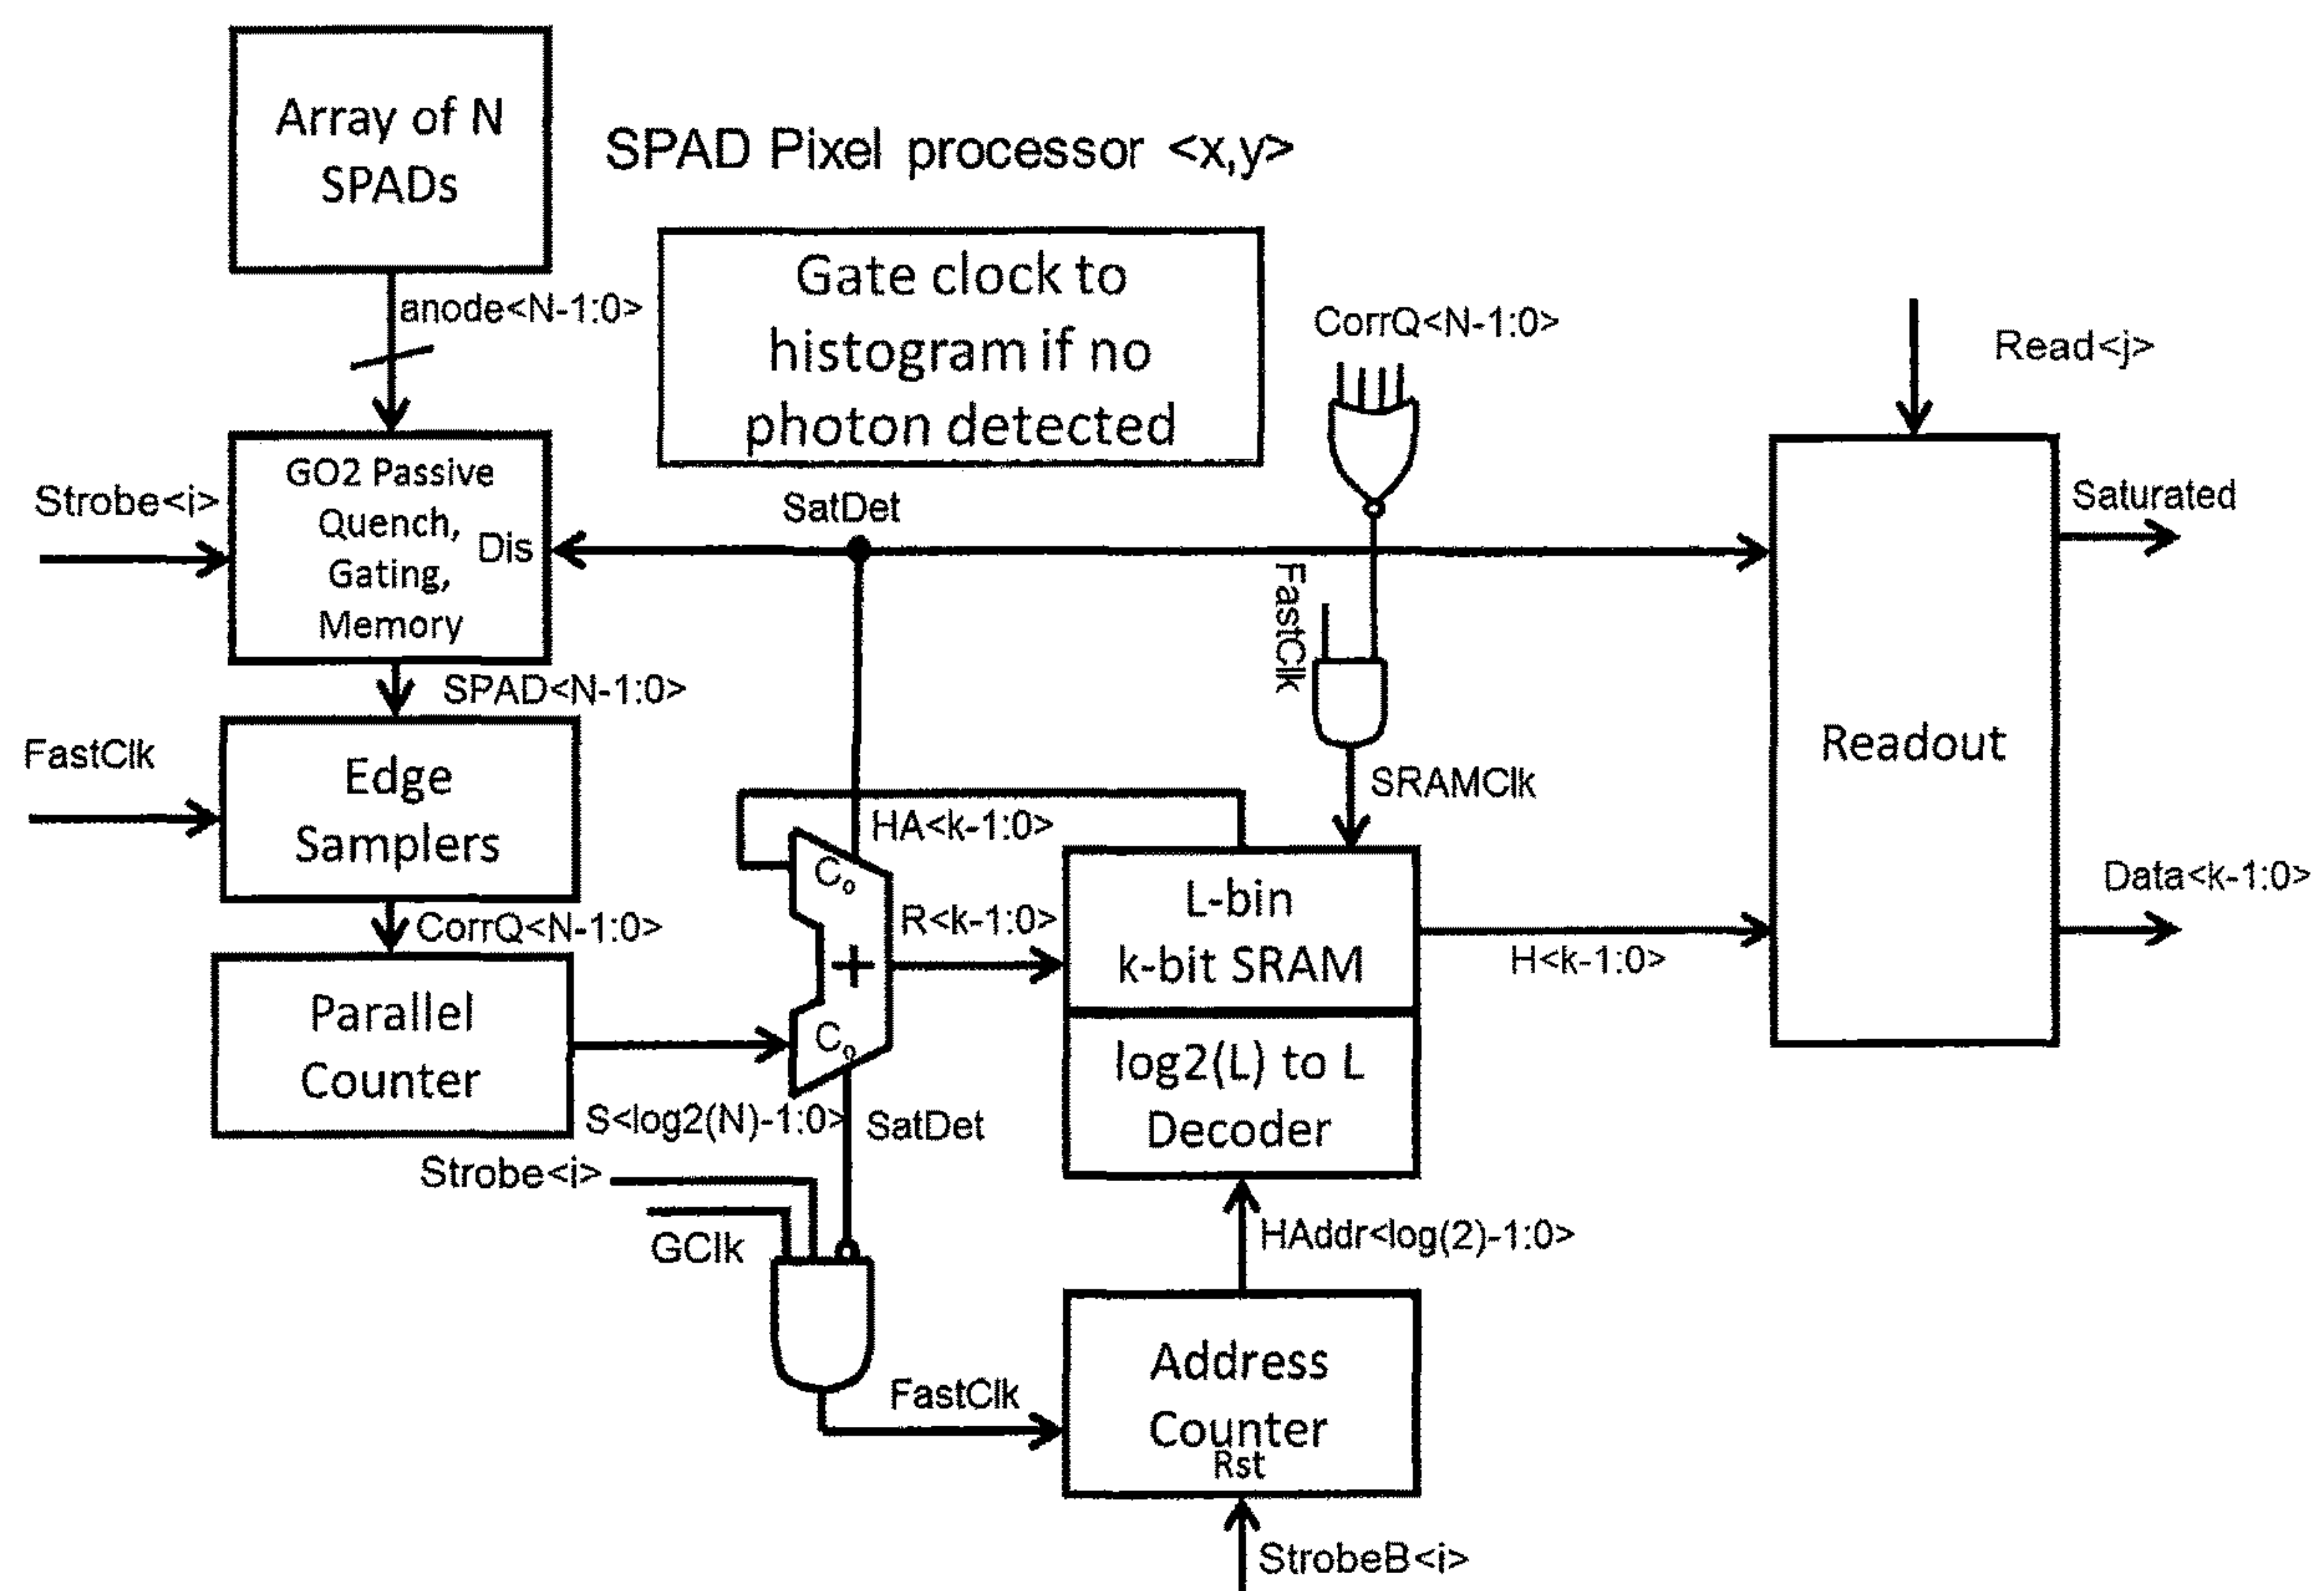 Array of N
SPADs
SPAD Pixel processor <x,y>
anode<N-1:0>
Gate clock to
histogram if no
photon detected
CorrQ<N-1:0>
Read<j>
Strobe<i>
GO2 Passive
Quench,
Gating,
Memory
Dis
SatDet
Saturated
FastClk
SPAD<N-1:0>
FastClk
Edge
Samplers
SRAMClk
Readout
HA<k-1:0>
Co
CorrQ<N-1:0>
R<k-1:0>
L-bin
k-bit SRAM
H<k-1:0>
Data<k-1:0>
+
Parallel
Counter
Co
log2(L) to L
Decoder
S<log2(N)-1:0>
SatDet
Strobe<i>
GClk
HAddr<log(2)-1:0>
FastClk
Address
Counter
Rst
StrobeB<i>